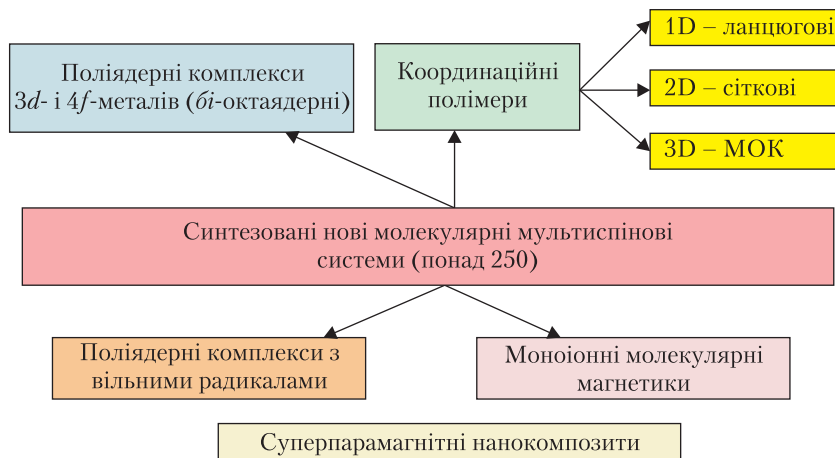 Поліядерні комплекси
3d- і 4f-металів (бі-октаядерні)
Координаційні
полімери
1D – ланцюгові
2D – сіткові
3D – МОК
Синтезовані нові молекулярні мультиспінові
системи (понад 250)
Поліядерні комплекси з
вільними радикалами
Моноіонні молекулярні
магнетики
Суперпарамагнітні нанокомпозити